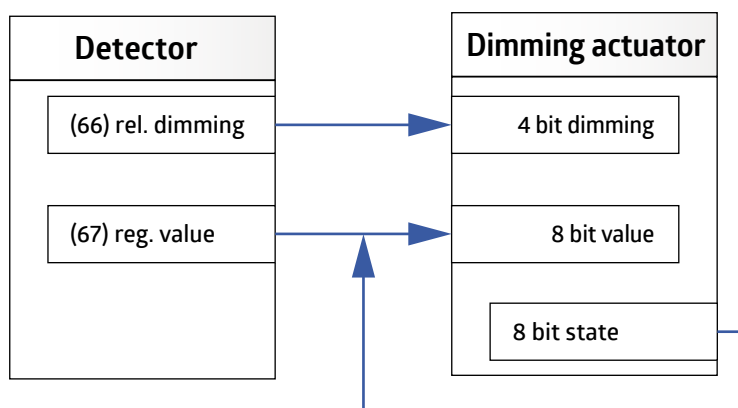 Detector
Dimming actuator
(66) rel. dimming
4 bit dimming
(67) reg. value
8 bit value
8 bit state